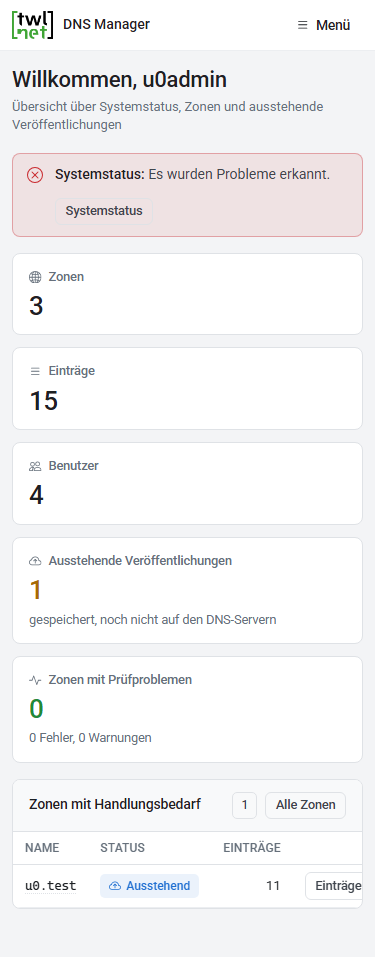 twl
net
DNS Manager
Menü
Willkommen, u0admin
Übersicht über Systemstatus, Zonen und ausstehende
Veröffentlichungen
Systemstatus: Es wurden Probleme erkannt.
Systemstatus
Zonen
3
Einträge
15
Benutzer
4
Ausstehende Veröffentlichungen
1
gespeichert, noch nicht auf den DNS-Servern
Zonen mit Prüfproblemen
0
0 Fehler, 0 Warnungen
Zonen mit Handlungsbedarf 1 Alle Zonen
NAME STATUS EINTRÄGE
u0.test Ausstehend 11 Einträge